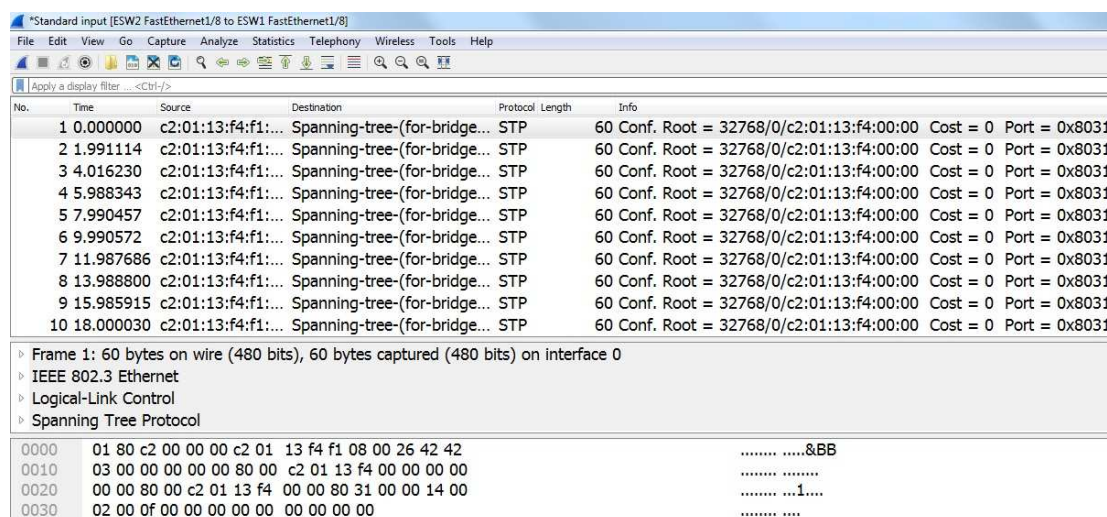 *Standard input [ESW2 FastEthernet1/8 to ESW1 FastEthernet1/8]
File Edit View Go Capture Analyze Statistics Telephony Wireless Tools Help
Apply a display filter ... <Ctrl-/>
No. Time Source Destination Protocol Length Info
1 0.000000 c2:01:13:f4:f1:... Spanning-tree-(for-bridge... STP 60 Conf. Root = 32768/0/c2:01:13:f4:00:00 Cost = 0 Port = 0x8031
2 1.991114 c2:01:13:f4:f1:... Spanning-tree-(for-bridge... STP 60 Conf. Root = 32768/0/c2:01:13:f4:00:00 Cost = 0 Port = 0x8031
3 4.016230 c2:01:13:f4:f1:... Spanning-tree-(for-bridge... STP 60 Conf. Root = 32768/0/c2:01:13:f4:00:00 Cost = 0 Port = 0x8031
4 5.988343 c2:01:13:f4:f1:... Spanning-tree-(for-bridge... STP 60 Conf. Root = 32768/0/c2:01:13:f4:00:00 Cost = 0 Port = 0x8031
5 7.990457 c2:01:13:f4:f1:... Spanning-tree-(for-bridge... STP 60 Conf. Root = 32768/0/c2:01:13:f4:00:00 Cost = 0 Port = 0x8031
6 9.990572 c2:01:13:f4:f1:... Spanning-tree-(for-bridge... STP 60 Conf. Root = 32768/0/c2:01:13:f4:00:00 Cost = 0 Port = 0x8031
7 11.987686 c2:01:13:f4:f1:... Spanning-tree-(for-bridge... STP 60 Conf. Root = 32768/0/c2:01:13:f4:00:00 Cost = 0 Port = 0x8031
8 13.988800 c2:01:13:f4:f1:... Spanning-tree-(for-bridge... STP 60 Conf. Root = 32768/0/c2:01:13:f4:00:00 Cost = 0 Port = 0x8031
9 15.985915 c2:01:13:f4:f1:... Spanning-tree-(for-bridge... STP 60 Conf. Root = 32768/0/c2:01:13:f4:00:00 Cost = 0 Port = 0x8031
10 18.000030 c2:01:13:f4:f1:... Spanning-tree-(for-bridge... STP 60 Conf. Root = 32768/0/c2:01:13:f4:00:00 Cost = 0 Port = 0x8031
Frame 1: 60 bytes on wire (480 bits), 60 bytes captured (480 bits) on interface 0
IEEE 802.3 Ethernet
Logical-Link Control
Spanning Tree Protocol
0000 01 80 c2 00 00 00 c2 01 13 f4 f1 08 00 26 42 42 ........ .....&BB
0010 03 00 00 00 00 00 80 00 c2 01 13 f4 00 00 00 00 ........ ........
0020 00 00 80 00 c2 01 13 f4 00 00 80 31 00 00 14 00 ........ ...1....
0030 02 00 0f 00 00 00 00 00 00 00 00 00 ........ ....